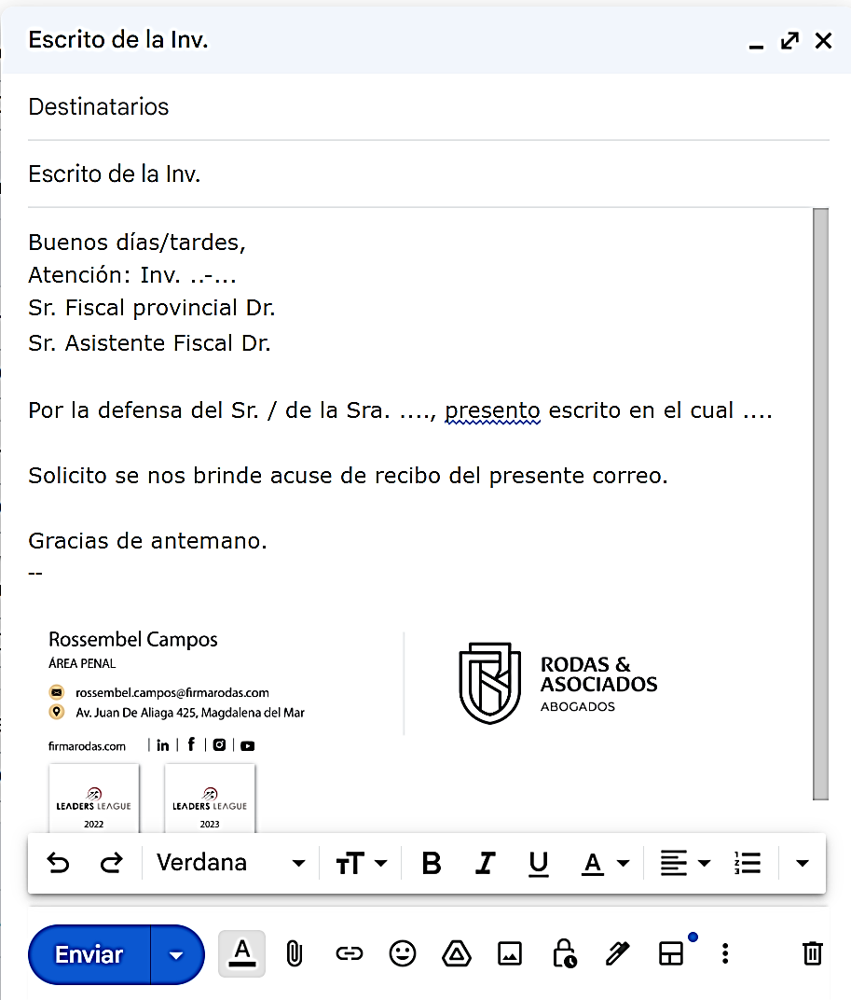 Escrito de la Inv.
Destinatarios
Escrito de la Inv.
Buenos días/tardes,
Atención: Inv. ..-...
Sr. Fiscal provincial Dr.
Sr. Asistente Fiscal Dr.
Por la defensa del Sr. / de la Sra. ...., presento escrito en el cual ....
Solicito se nos brinde acuse de recibo del presente correo.
Gracias de antemano.
--
Rossembel Campos
ÁREA PENAL
rossembel.campos@firmarodas.com
Av. Juan De Aliaga 425, Magdalena del Mar
firmarodas.com | in | f | |
RODAS &
ASOCIADOS
ABOGADOS
LEADERS LEAGUE
2022
LEADERS LEAGUE
2023
Verdana
Enviar